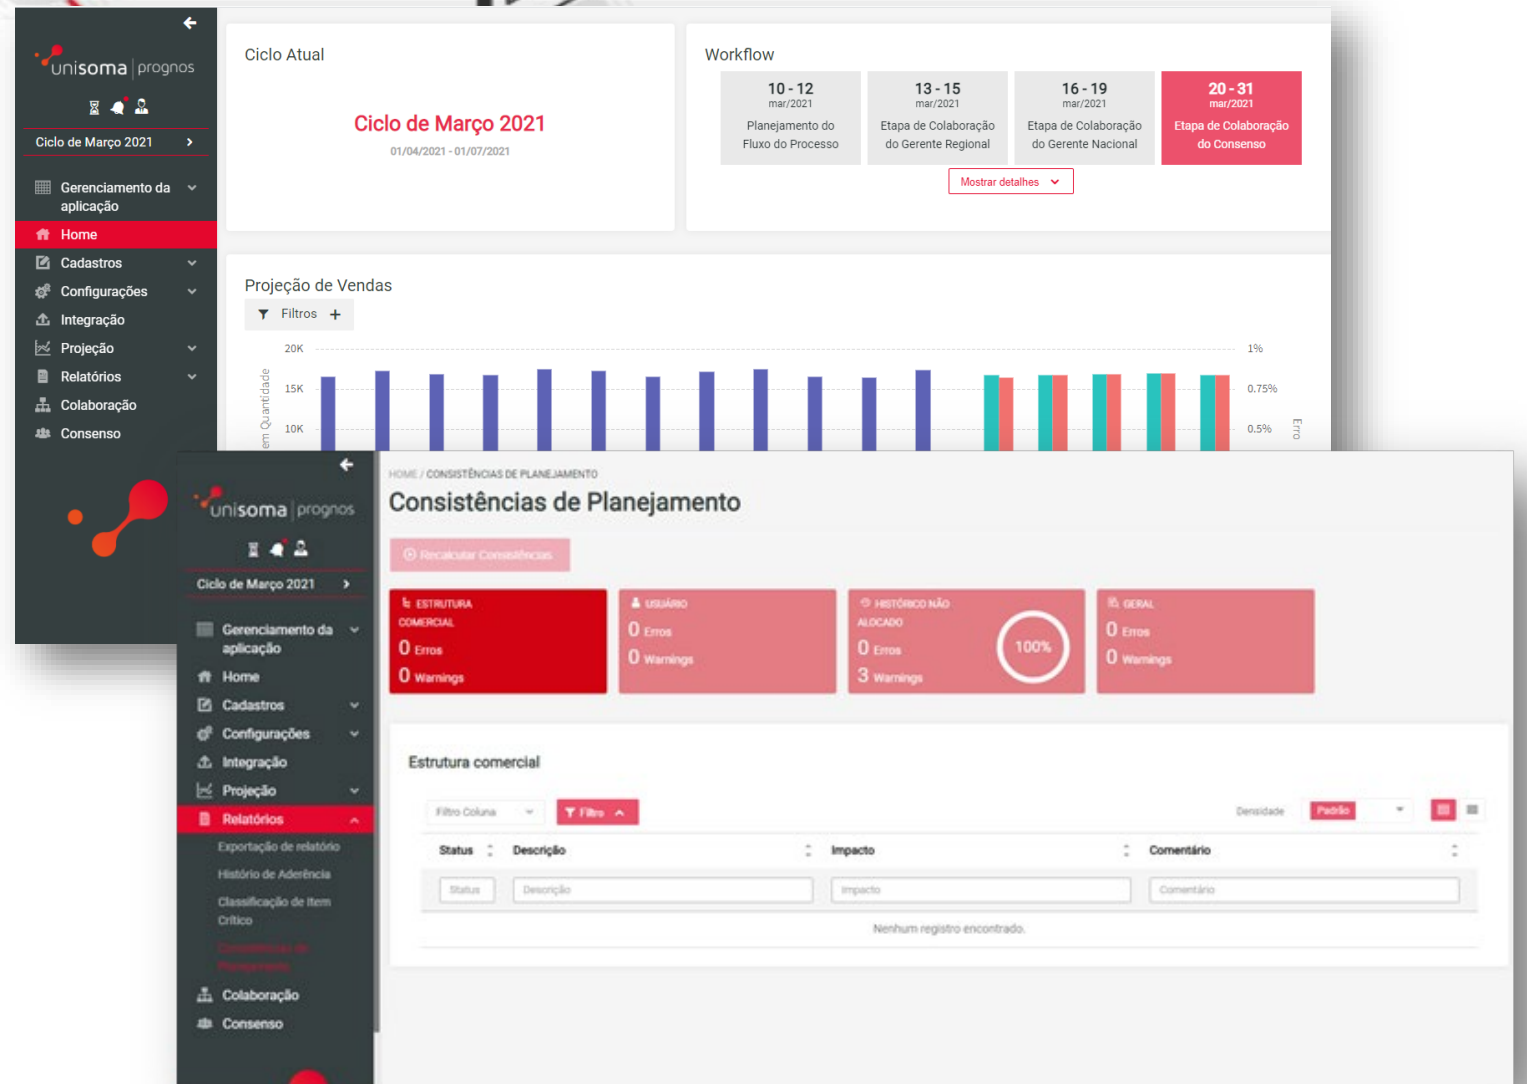 unisoma | prognos
Ciclo de Março 2021
Gerenciamento da
aplicação
Home
Cadastros
Configurações
Integração
Projeção
Relatórios
Colaboração
Consenso
Ciclo Atual
Ciclo de Março 2021
01/04/2021 - 01/07/2021
Workflow
10 - 12
mar/2021
Planejamento do
Fluxo do Processo
13 - 15
mar/2021
Etapa de Colaboração
do Gerente Regional
16 - 19
mar/2021
Etapa de Colaboração
do Gerente Nacional
20 - 31
mar/2021
Etapa de Colaboração
do Consenso
Mostrar detalhes
Projeção de Vendas
Filtros +
20K
15K
10K
em Quantidade
1%
0.75%
0.5%
Erro
unisoma | prognos
Ciclo de Março 2021
Gerenciamento da
aplicação
Home
Cadastros
Configurações
Integração
Projeção
Relatórios
Exportação de relatório
Histório de Aderência
Classificação de Item
Crítico
Consistências de
Planejamento
Colaboração
Consenso
HOME / CONSISTÊNCIAS DE PLANEJAMENTO
Consistências de Planejamento
Recalcular Consistências
ESTRUTURA
COMERCIAL
0 Erros
0 Warnings
USUÁRIO
0 Erros
0 Warnings
HISTÓRICO NÃO
ALOCADO
0 Erros
3 Warnings
100%
GERAL
0 Erros
0 Warnings
Estrutura comercial
Filtro Coluna
Filtro
Densidade
Padrão
Status
Descrição
Impacto
Comentário
Status
Descrição
Impacto
Comentário
Nenhum registro encontrado.